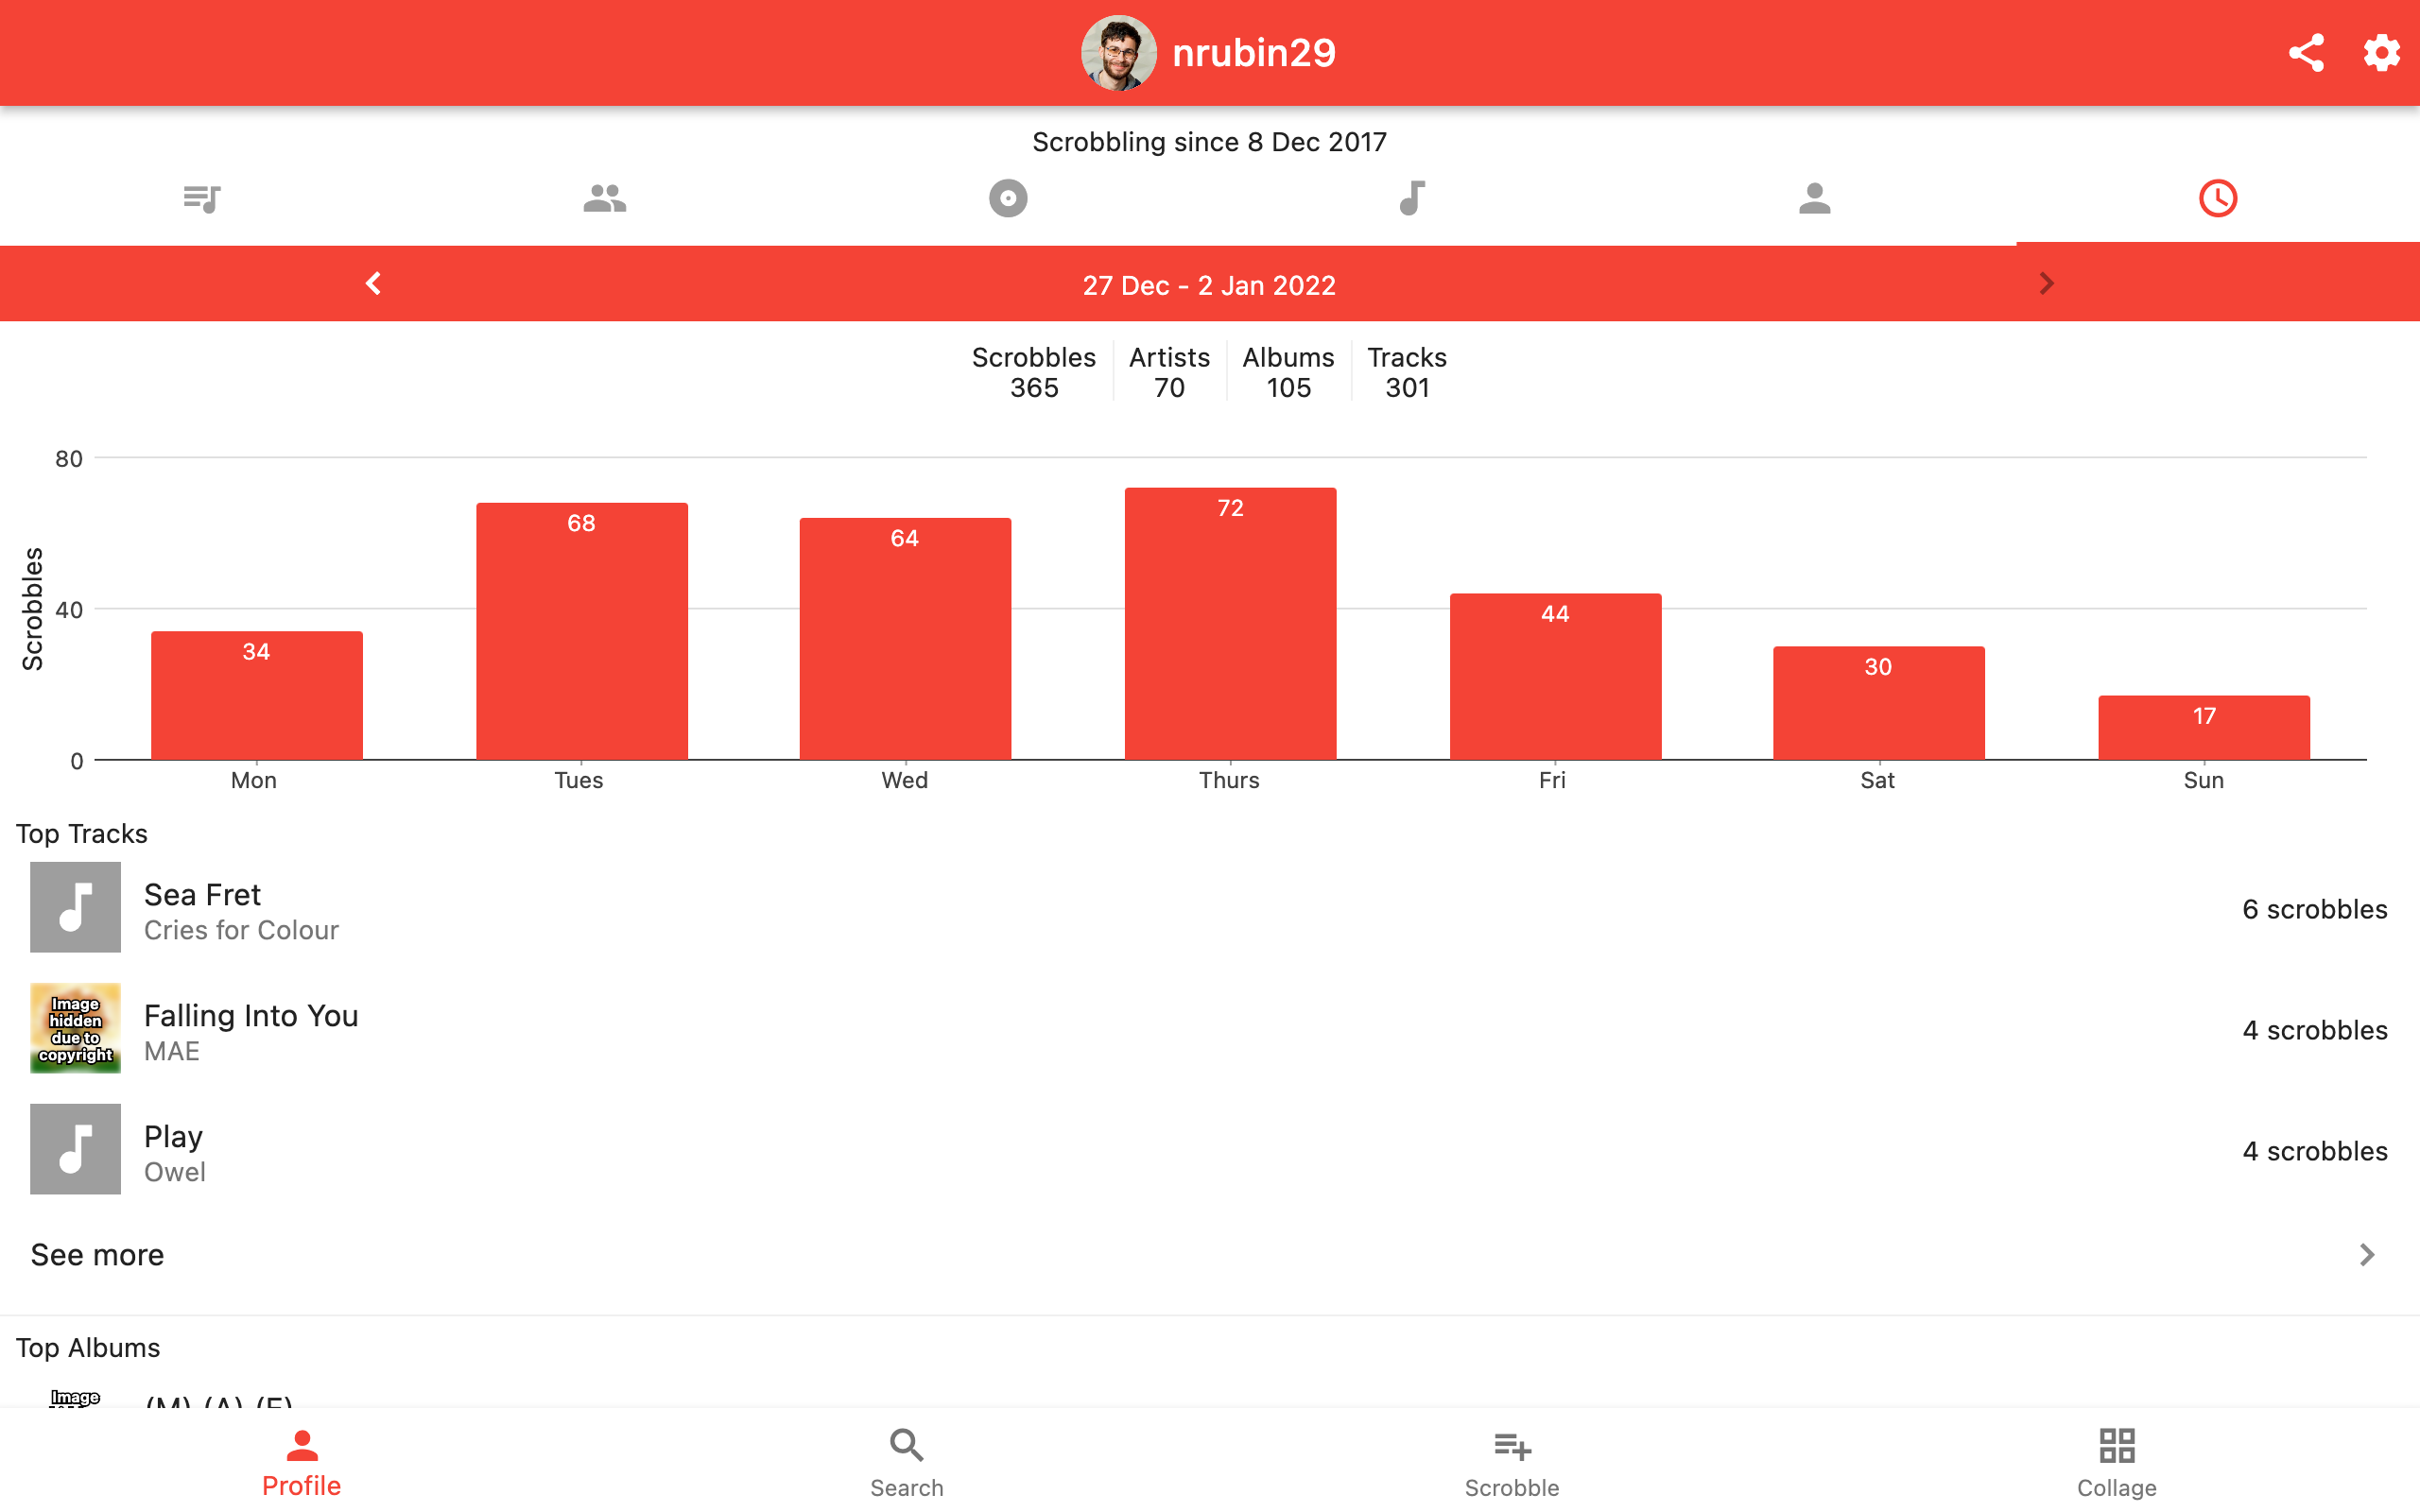 nrubin29
Scrobbling since 8 Dec 2017
27 Dec - 2 Jan 2022
Scrobbles Artists Albums Tracks
365 70 105 301
Scrobbles
80
40
0
34
68
64
72
44
30
17
Mon Tues Wed Thurs Fri Sat Sun
Top Tracks
Sea Fret
Cries for Colour
6 scrobbles
Image
hidden
due to
copyright
Falling Into You
MAE
4 scrobbles
Play
Owel
4 scrobbles
See more
Top Albums
Image
(M) (A) (E)
Profile Search Scrobble Collage